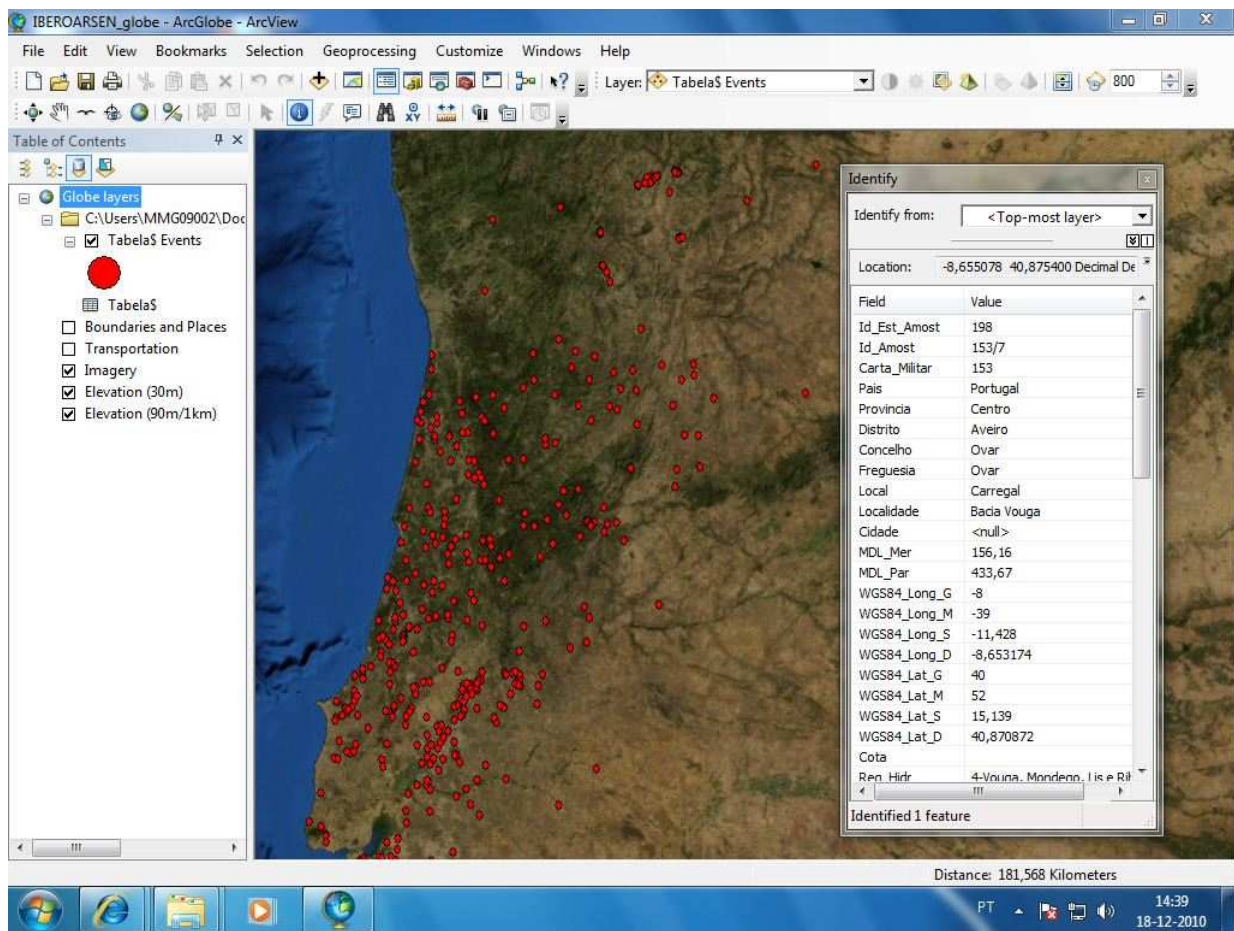 IBEROARSEN_globe - ArcGlobe - ArcView
File Edit View Bookmarks Selection Geoprocessing Customize Windows Help
Layer: Tabela$ Events 800
Table of Contents
Globe layers
C:\Users\MMG09002\Doc
Tabela$ Events
Tabela$
Boundaries and Places
Transportation
Imagery
Elevation (30m)
Elevation (90m/1km)
Identify
Identify from: <Top-most layer>
Location: -8,655078 40,875400 Decimal De
Field Value
Id_Est_Amost 198
Id_Amost 153/7
Carta_Militar 153
Pais Portugal
Provincia Centro
Distrito Aveiro
Concelho Ovar
Freguesia Ovar
Local Carregal
Localidade Bacia Vouga
Cidade <null>
MDL_Mer 156,16
MDL_Par 433,67
WGS84_Long_G -8
WGS84_Long_M -39
WGS84_Long_S -11,428
WGS84_Long_D -8,653174
WGS84_Lat_G 40
WGS84_Lat_M 52
WGS84_Lat_S 15,139
WGS84_Lat_D 40,870872
Cota
Reg_Hidr 4-Vouga, Mondego, Lis e Rib
Identified 1 feature
Distance: 181,568 Kilometers
PT
14:39
18-12-2010